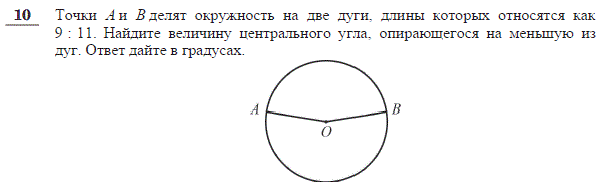 10 Точки A и B делят окружность на две дуги, длины которых относятся как
9 : 11. Найдите величину центрального угла, опирающегося на меньшую из
дуг. Ответ дайте в градусах.
A B
O